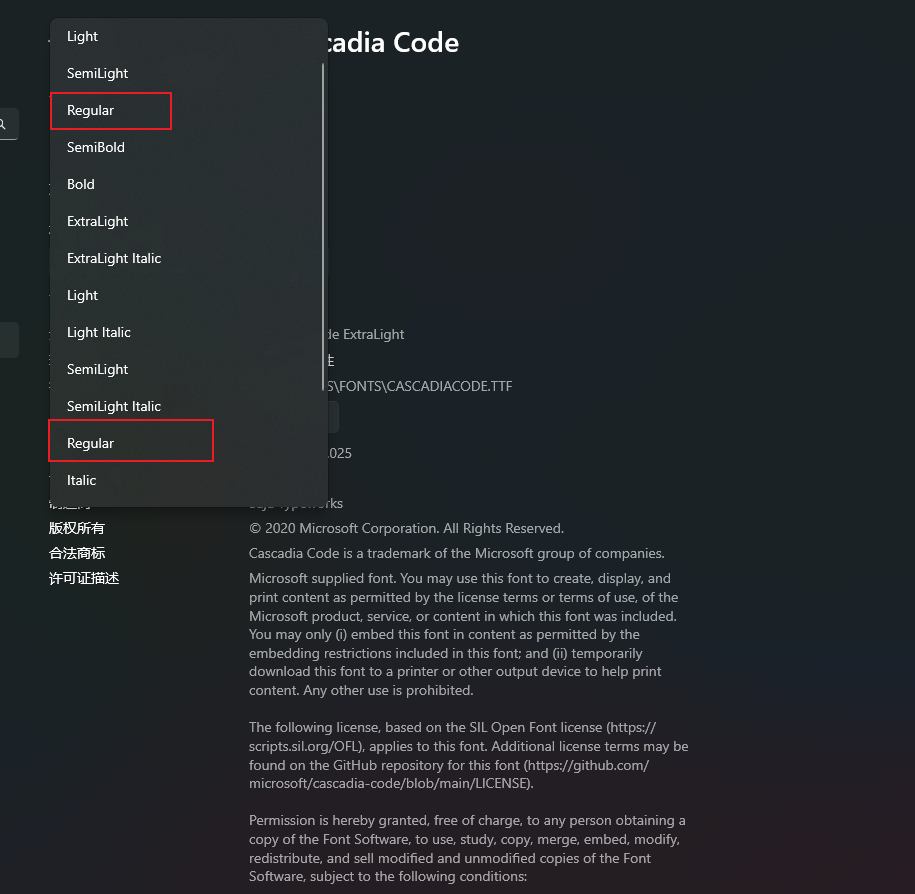 Light
cadia Code
SemiLight
Regular
SemiBold
Bold
ExtraLight
ExtraLight Italic
Light
Light Italic
de ExtraLight
SemiLight
S\FONTS\CASCADIACODE.TTF
SemiLight Italic
Regular
2025
Italic
版权所有
© 2020 Microsoft Corporation. All Rights Reserved.
合法商标
Cascadia Code is a trademark of the Microsoft group of companies.
许可证描述
Microsoft supplied font. You may use this font to create, display, and
print content as permitted by the license terms or terms of use, of the
Microsoft product, service, or content in which this font was included.
You may only (i) embed this font in content as permitted by the
embedding restrictions included in this font; and (ii) temporarily
download this font to a printer or other output device to help print
content. Any other use is prohibited.
The following license, based on the SIL Open Font license (https://
scripts.sil.org/OFL), applies to this font. Additional license terms may be
found on the GitHub repository for this font (https://github.com/
microsoft/cascadia-code/blob/main/LICENSE).
Permission is hereby granted, free of charge, to any person obtaining a
copy of the Font Software, to use, study, copy, merge, embed, modify,
redistribute, and sell modified and unmodified copies of the Font
Software, subject to the following conditions: